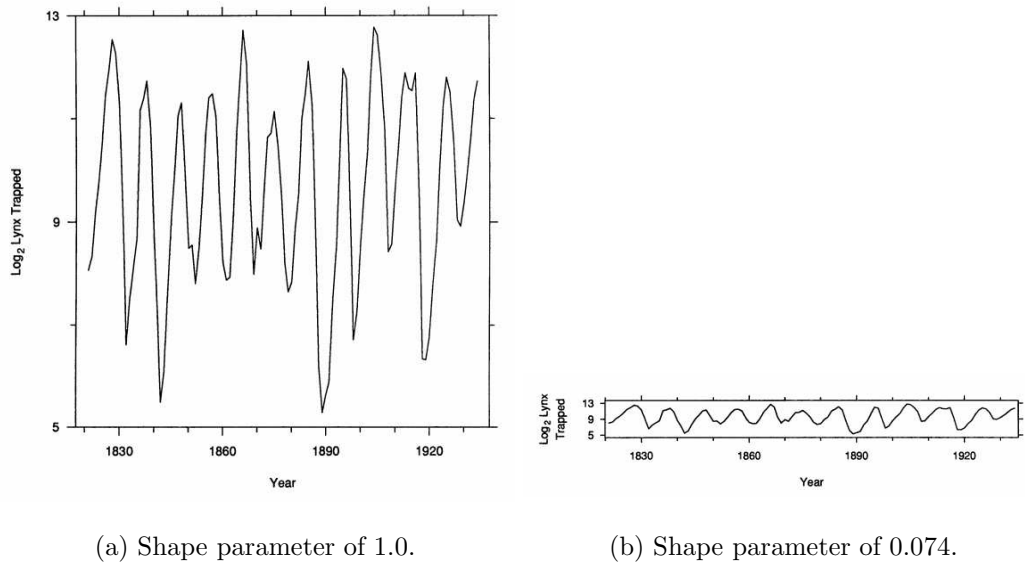 13
9
5
Log2 Lynx Trapped
1830 1860 1890 1920
Year
(a) Shape parameter of 1.0.
Log2 Lynx
Trapped
13
9
5
1830 1860 1890 1920
Year
(b) Shape parameter of 0.074.